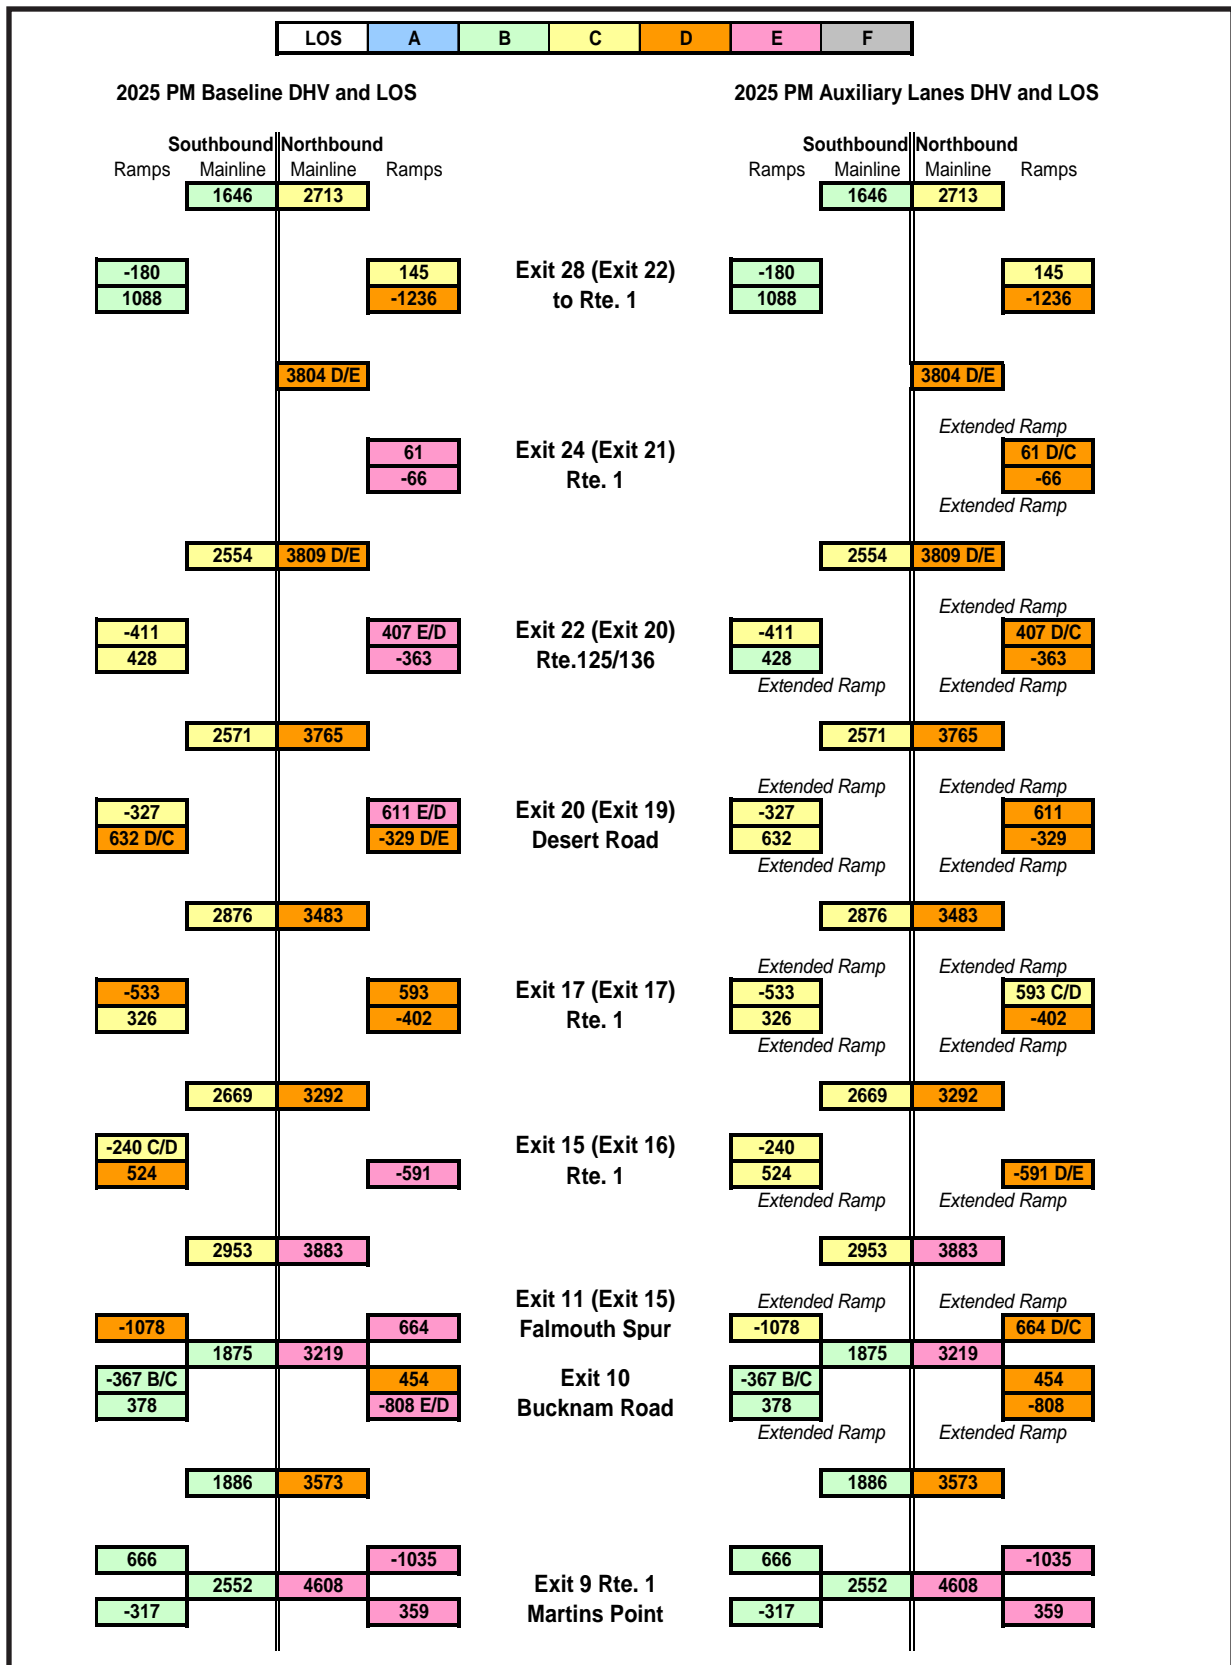 LOS A B C D E F
2025 PM Baseline DHV and LOS 2025 PM Auxiliary Lanes DHV and LOS
Southbound Northbound Southbound Northbound
Ramps Mainline Mainline Ramps Ramps Mainline Mainline Ramps
1646 2713 1646 2713
-180 145 Exit 28 (Exit 22) -180 145
1088 -1236 to Rte. 1 1088 -1236
3804 D/E 3804 D/E
Extended Ramp
61 Exit 24 (Exit 21) 61 D/C
-66 Rte. 1 -66
Extended Ramp
2554 3809 D/E 2554 3809 D/E
Extended Ramp
-411 407 E/D Exit 22 (Exit 20) -411 407 D/C
428 -363 Rte.125/136 428 -363
Extended Ramp Extended Ramp
2571 3765 2571 3765
Extended Ramp Extended Ramp
-327 611 E/D Exit 20 (Exit 19) -327 611
632 D/C -329 D/E Desert Road 632 -329
Extended Ramp Extended Ramp
2876 3483 2876 3483
Extended Ramp Extended Ramp
-533 593 Exit 17 (Exit 17) -533 593 C/D
326 -402 Rte. 1 326 -402
Extended Ramp Extended Ramp
2669 3292 2669 3292
-240 C/D Exit 15 (Exit 16) -240
524 -591 Rte. 1 524 -591 D/E
Extended Ramp Extended Ramp
2953 3883 2953 3883
Exit 11 (Exit 15) Extended Ramp Extended Ramp
-1078 664 Falmouth Spur -1078 664 D/C
1875 3219 1875 3219
-367 B/C 454 Exit 10 -367 B/C 454
378 -808 E/D Bucknam Road 378 -808
Extended Ramp Extended Ramp
1886 3573 1886 3573
666 -1035 666 -1035
2552 4608 Exit 9 Rte. 1 2552 4608
-317 359 Martins Point -317 359